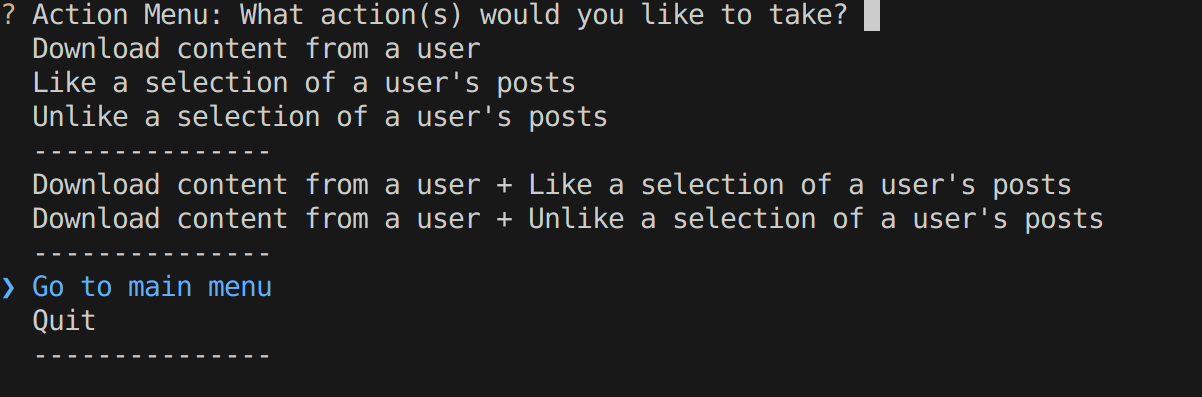 ? Action Menu: What action(s) would you like to take?
Download content from a user
Like a selection of a user's posts
Unlike a selection of a user's posts
---------------
Download content from a user + Like a selection of a user's posts
Download content from a user + Unlike a selection of a user's posts
---------------
❯ Go to main menu
Quit
---------------